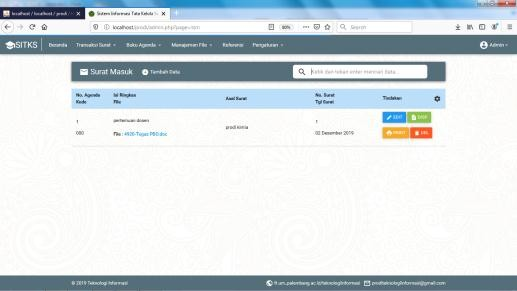 localhost / localhost / prodi / × Sistem Informasi Tata Kelola S × +
localhost/prodi/admin.php?page=tsm 80% Search
SITKS Beranda Transaksi Surat Buku Agenda Manajemen File Referensi Pengaturan Admin
Surat Masuk Tambah Data Ketik dan tekan enter mencari data...
No. Agenda Isi Ringkas Asal Surat No. Surat Tindakan
Kode File Tgl Surat
1 pertemuan dosen prodi kimia 1 EDIT DISP
000 File : 4920-Tugas PBO.doc 02 Desember 2019 PRINT DEL
© 2019 Teknologi Informasi ft.um.palembang.ac.id/teknologiinformasi proditeknologiinformasi@gmail.com